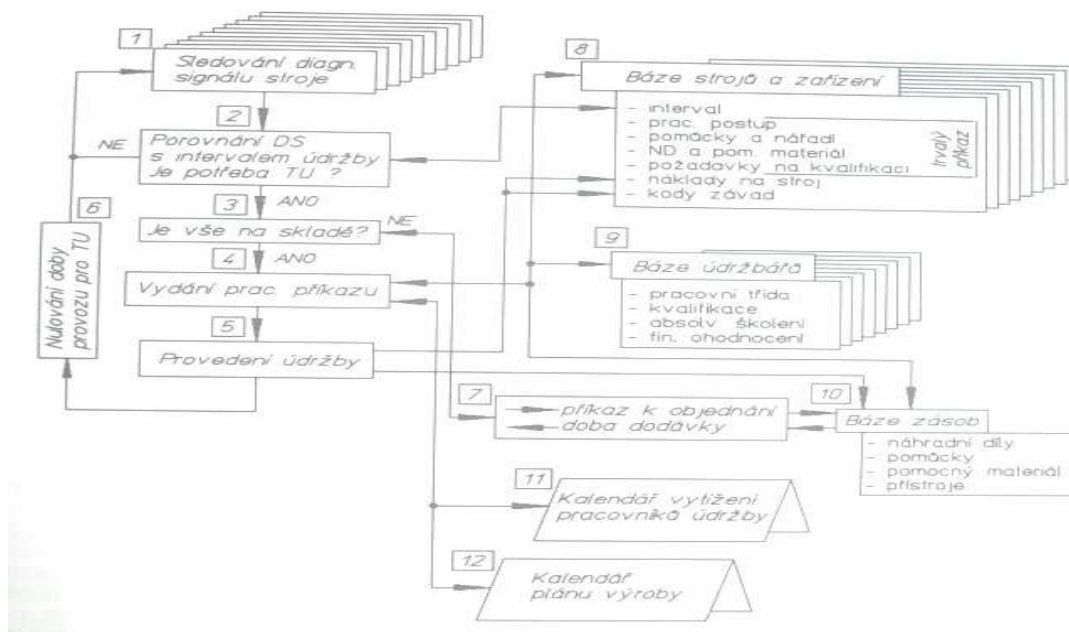 1
Sledování diagn.
signálu stroje
2
NE
Porovnání DS
s intervalem údržby
Je potřeba TU ?
3
ANO
Je vše na skladě?
NE
4
ANO
Vydání prac. příkazu
5
Provedení údržby
6
Nulování doby
provozu pro TU
8
Báze strojů a zařízení
- interval
- prac. postup
- pomůcky a nářadí
- ND a pom. materiál
- požadavky na kvalifikaci
- náklady na stroj
- kody závad
trvalý
příkaz
9
Báze údržbářů
- pracovní třída
- kvalifikace
- absolv školení
- fin. ohodnocení
7
příkaz k objednání
doba dodávky
10
Báze zásob
- náhradní díly
- pomůcky
- pomocný materiál
- přístroje
11
Kalendář vytížení
pracovníků údržby
12
Kalendář
plánu výroby